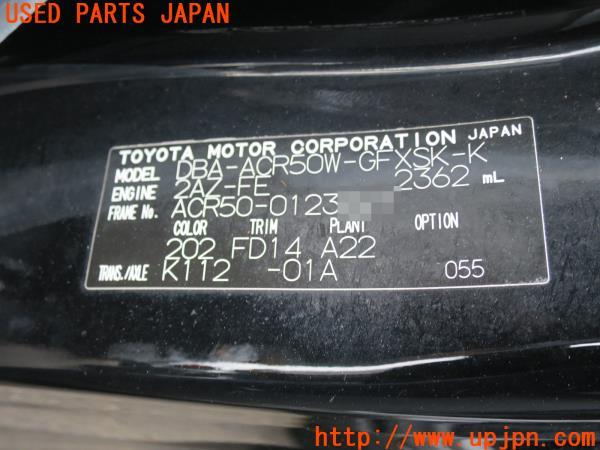 USED PARTS JAPAN
TOYOTA MOTOR CORPORATION JAPAN
MODEL DBA-ACR50W-GFXSK-K
ENGINE 2AZ-FE 2362 mL
FRAME No. ACR50-0123
COLOR TRIM PLANT OPTION
202 FD14 A22
TRANS./AXLE K112 -01A 055
UPJ http://www.upjpn.com